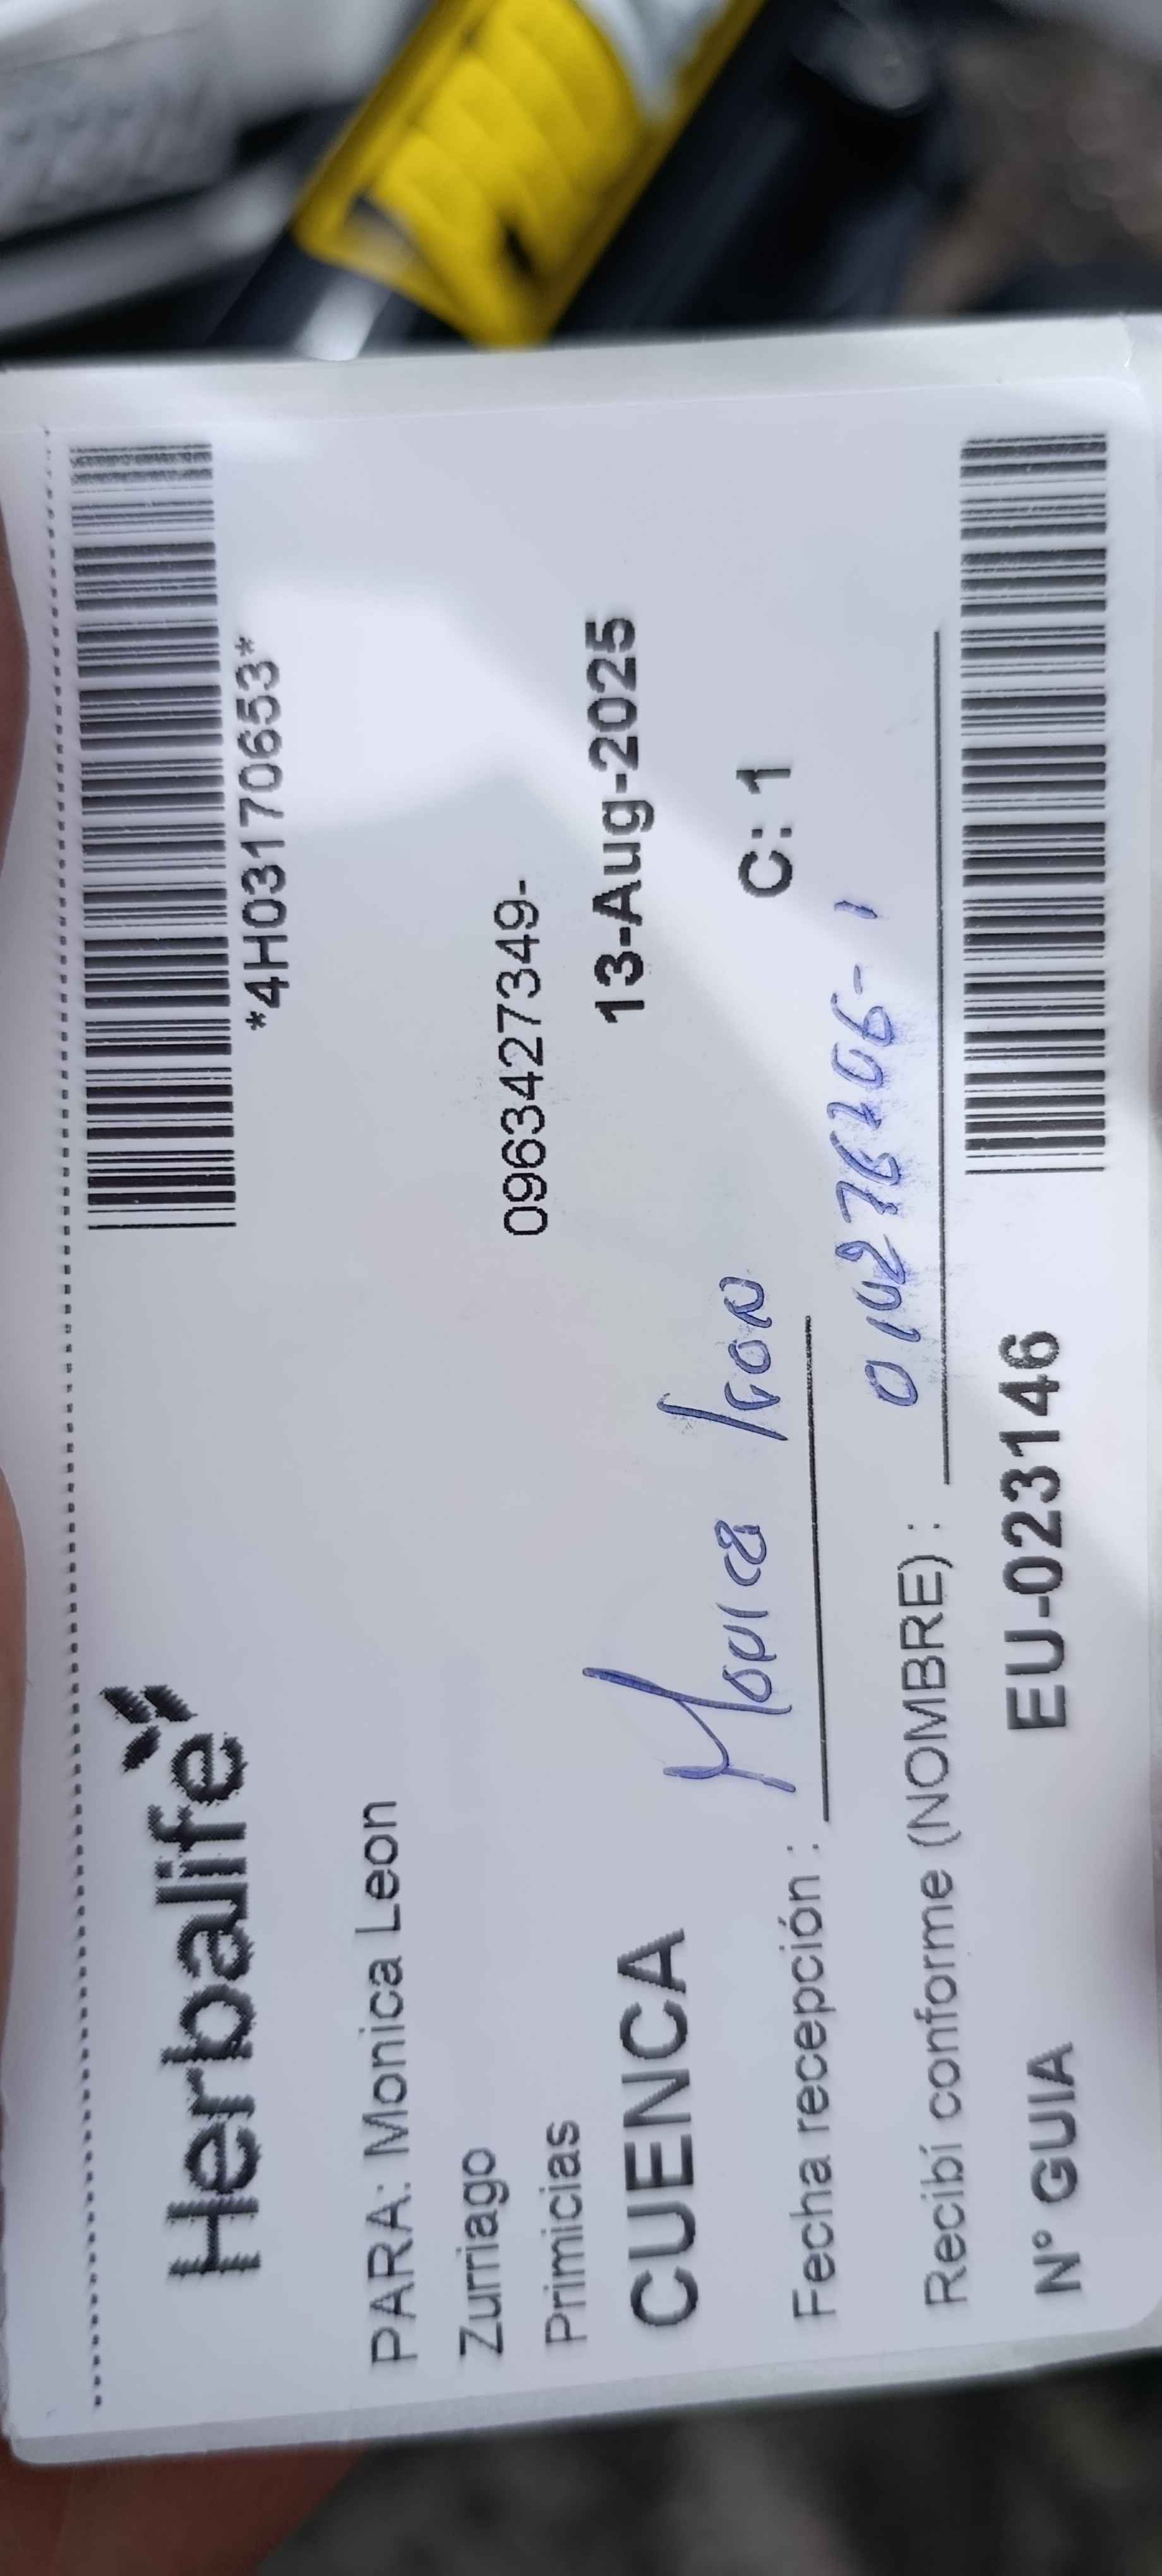 Herbalife
*4H03170653*
PARA: Monica Leon
Zurriago 0963427349-
Primicias
CUENCA 13-Aug-2025
Monica Leon C: 1
Fecha recepción :
Recibí conforme (NOMBRE) :
Nº GUIA EU-023146